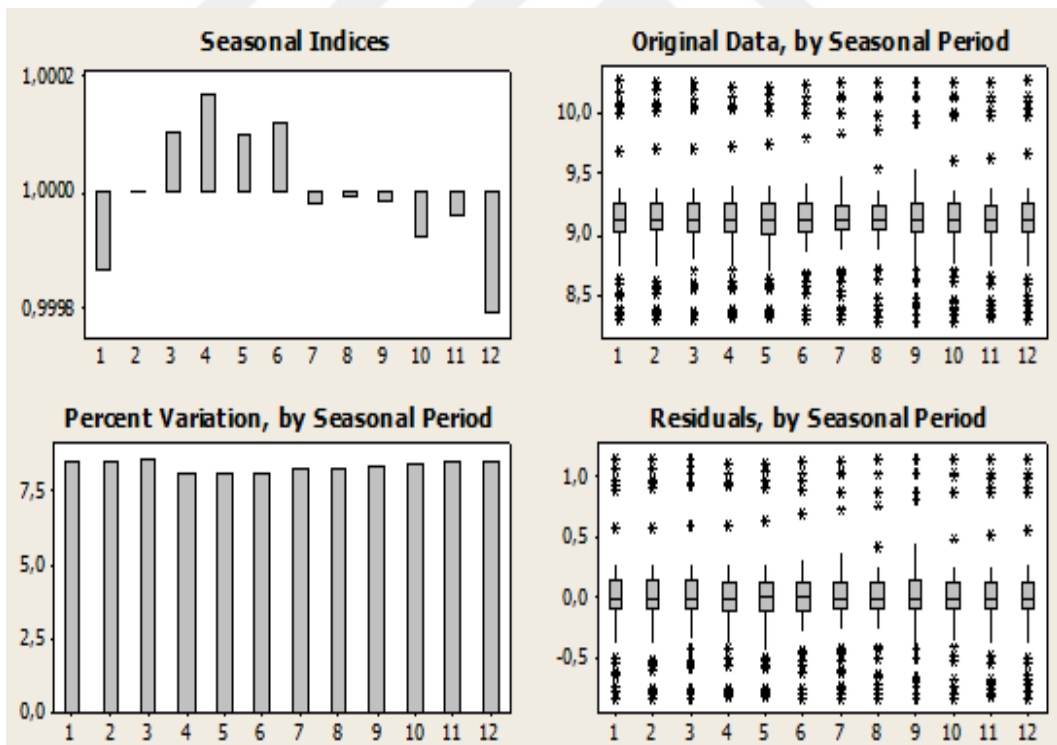 Seasonal Indices
1,0002
1,0000
0,9998
1 2 3 4 5 6 7 8 9 10 11 12
Original Data, by Seasonal Period
10,0
9,5
9,0
8,5
1 2 3 4 5 6 7 8 9 10 11 12
Percent Variation, by Seasonal Period
7,5
5,0
2,5
0,0
1 2 3 4 5 6 7 8 9 10 11 12
Residuals, by Seasonal Period
1,0
0,5
0,0
-0,5
1 2 3 4 5 6 7 8 9 10 11 12